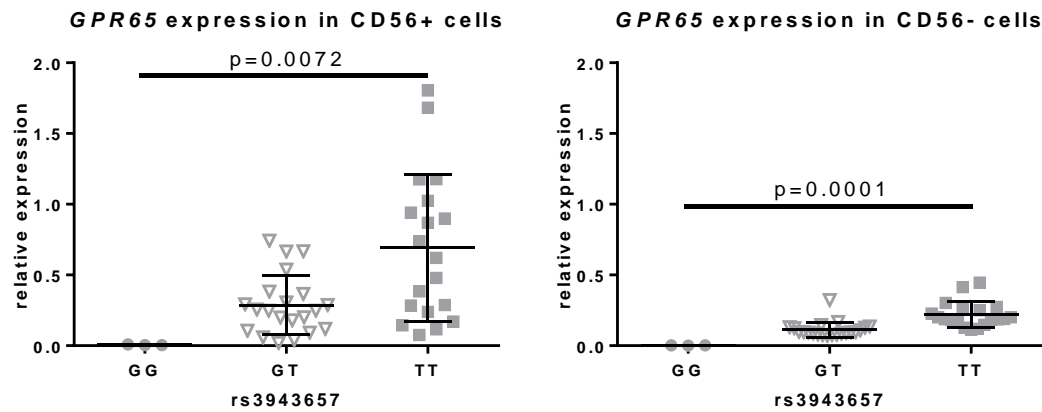 GPR65 expression in CD56+ cells
p=0.0072
relative expression
2.0
1.5
1.0
0.5
0.0
GG
GT
TT
rs3943657
GPR65 expression in CD56- cells
p=0.0001
relative expression
2.0
1.5
1.0
0.5
0.0
GG
GT
TT
rs3943657